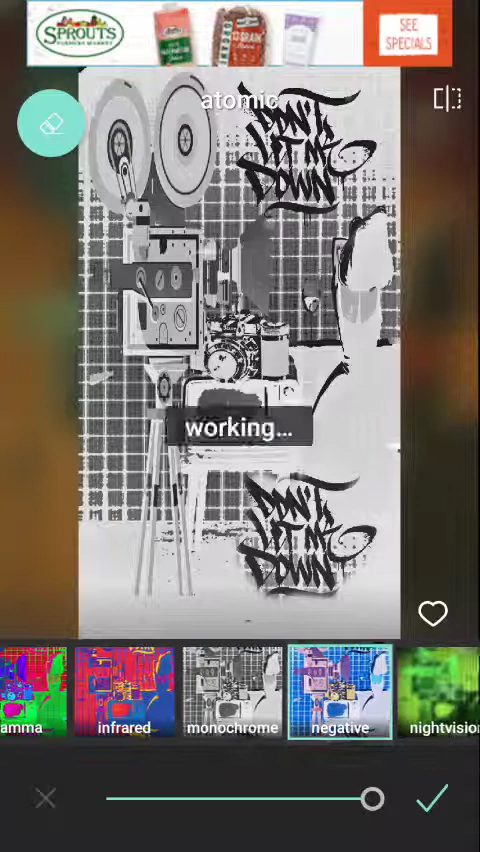 SPROUTS
FARMERS MARKET
SEE
SPECIALS
atomic
DON'T
LET ME
DOWN
working...
DON'T
LET ME
DOWN
amma
infrared
monochrome
negative
nightvision